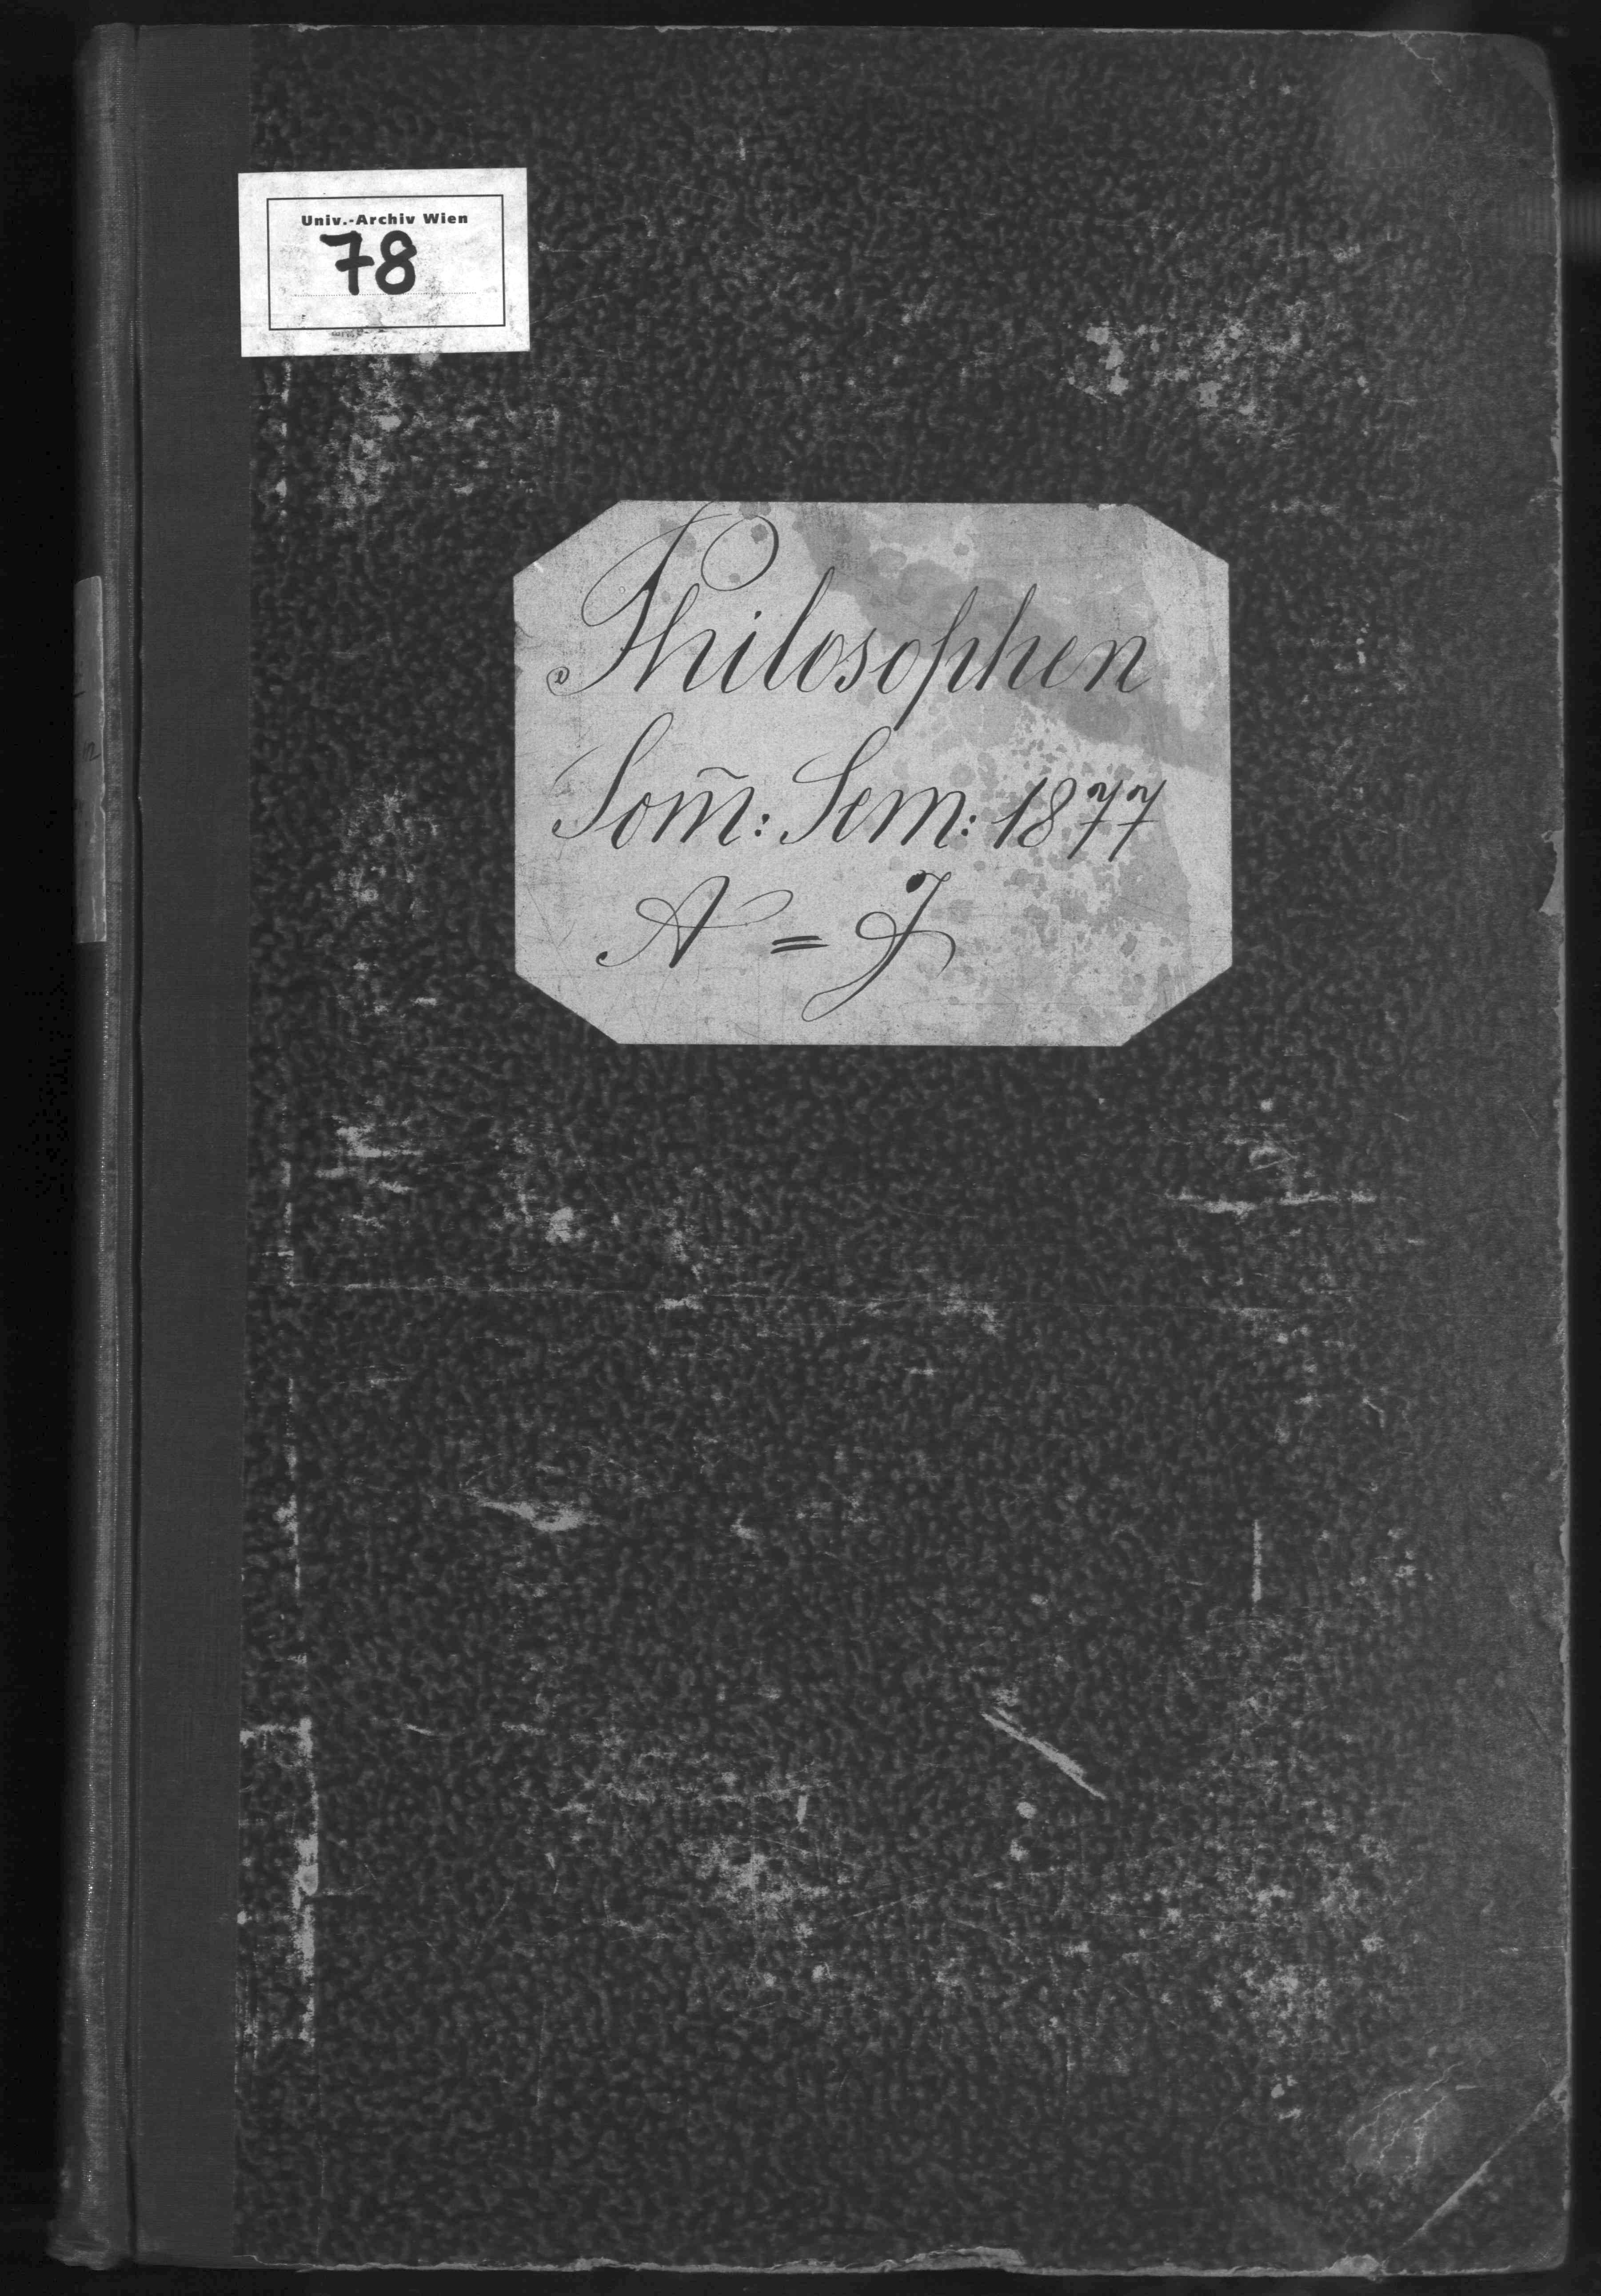 Univ.-Archiv Wien
78
Philosophen
Som̃: Sem: 1877
A = J